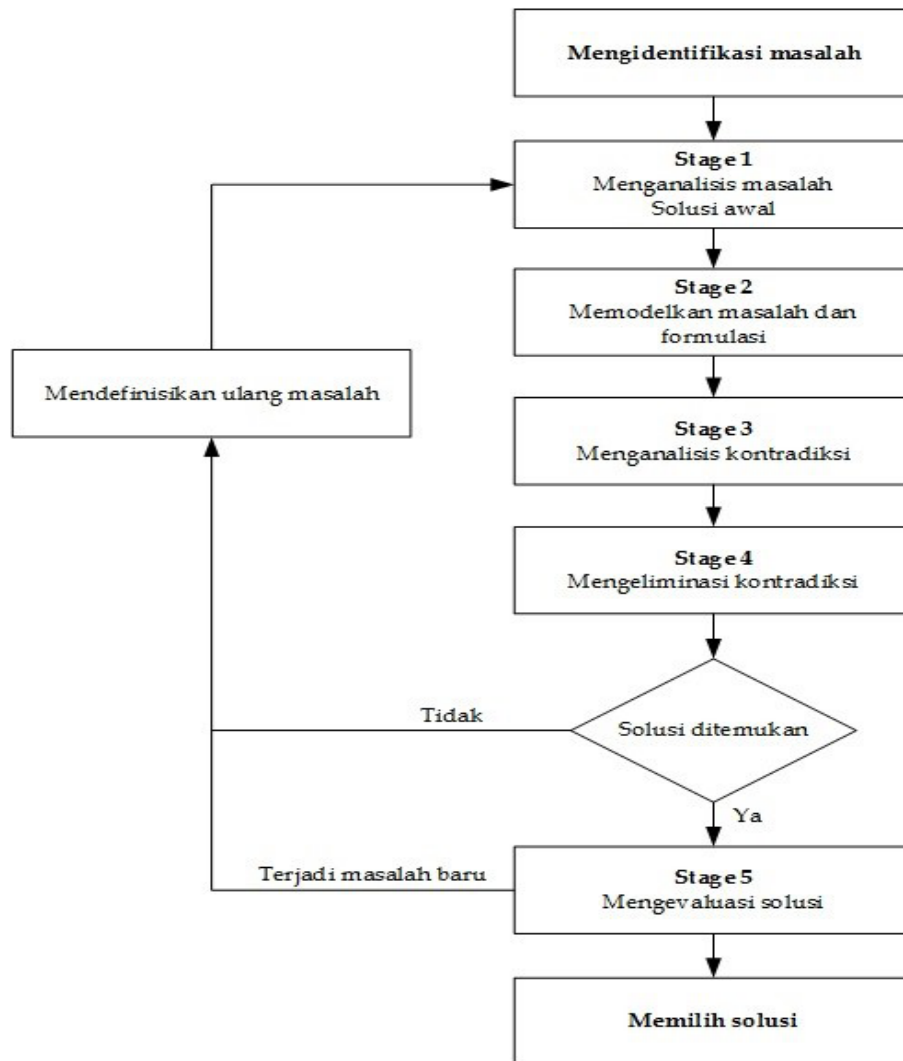 Mengidentifikasi masalah
Stage 1
Menganalisis masalah
Solusi awal
Stage 2
Memodelkan masalah dan
formulasi
Mendefinisikan ulang masalah
Stage 3
Menganalisis kontradiksi
Stage 4
Mengeliminasi kontradiksi
Tidak
Solusi ditemukan
Ya
Terjadi masalah baru
Stage 5
Mengevaluasi solusi
Memilih solusi